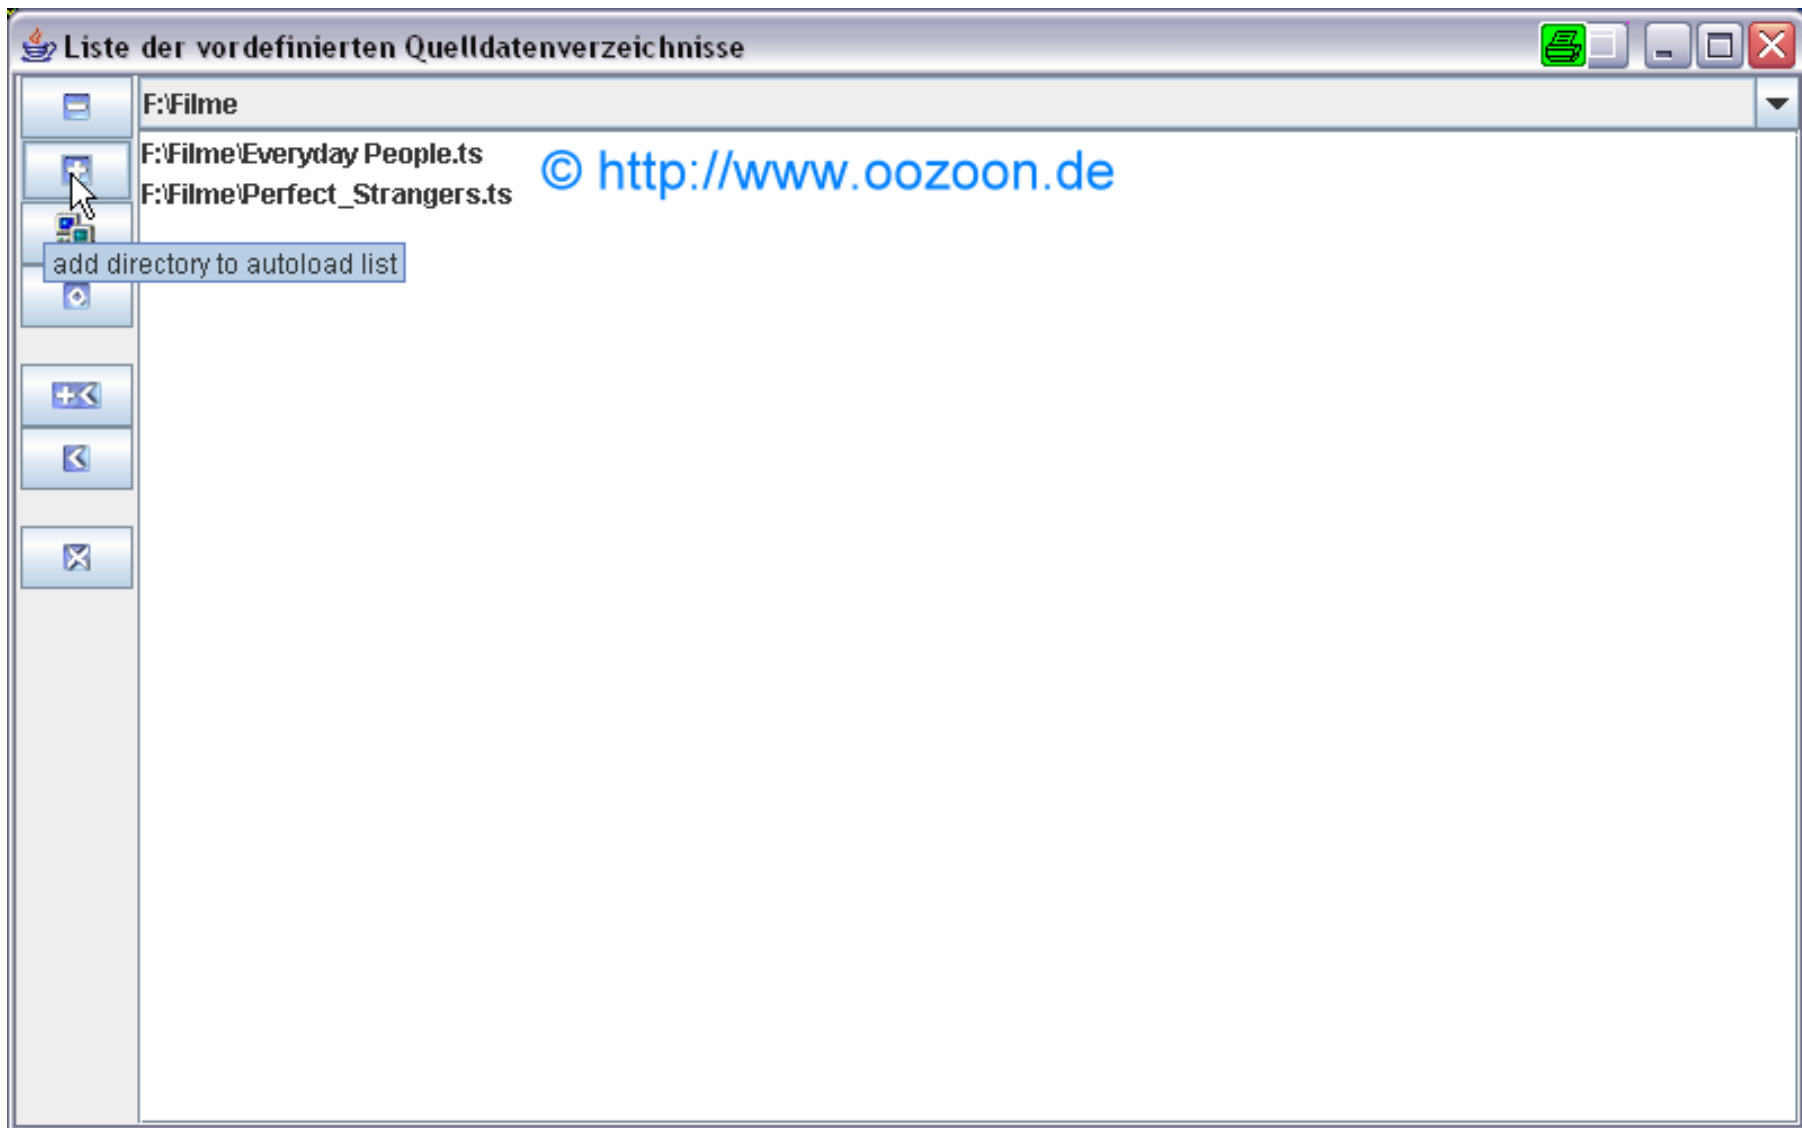 Liste der vordefinierten Quelldatenverzeichnisse
F:\Filme
F:\Filme\Everyday People.ts
F:\Filme\Perfect_Strangers.ts
© http://www.oozoon.de
add directory to autoload list